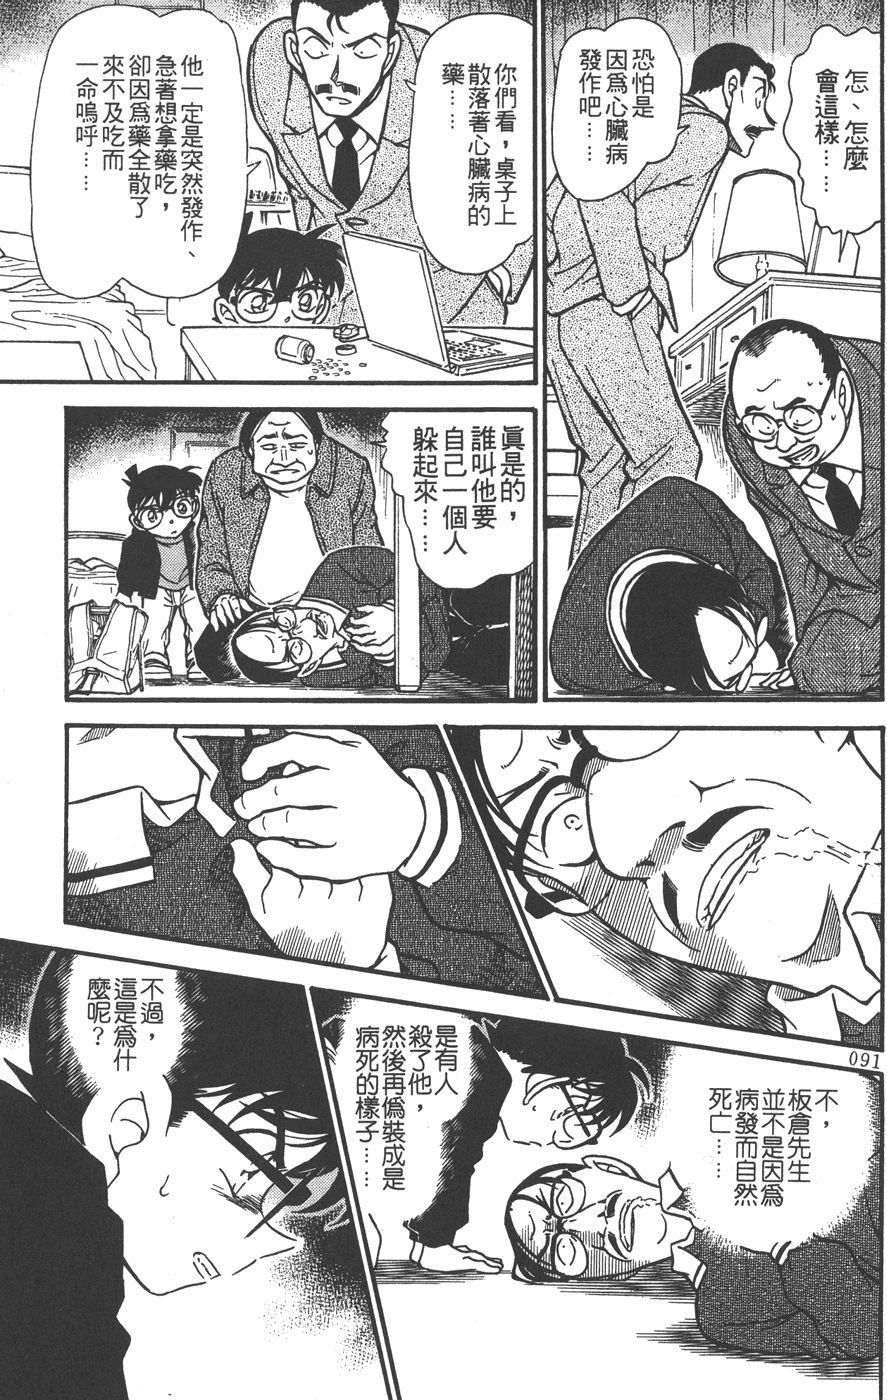 怎、怎麼
會這樣……
恐怕是
因爲心臟病
發作吧……
你們看，桌子上
散落著心臟病的
藥……
他一定是突然發作、
急著想拿藥吃，
卻因爲藥全散了
來不及吃而
一命嗚呼……
眞是的，
誰叫他要
自己一個人
躲起來……
091
不，
板倉先生
並不是因爲
病發而自然
死亡……
是有人
殺了他，
然後再僞裝成是
病死的樣子……
不過，
這是爲什
麼呢？